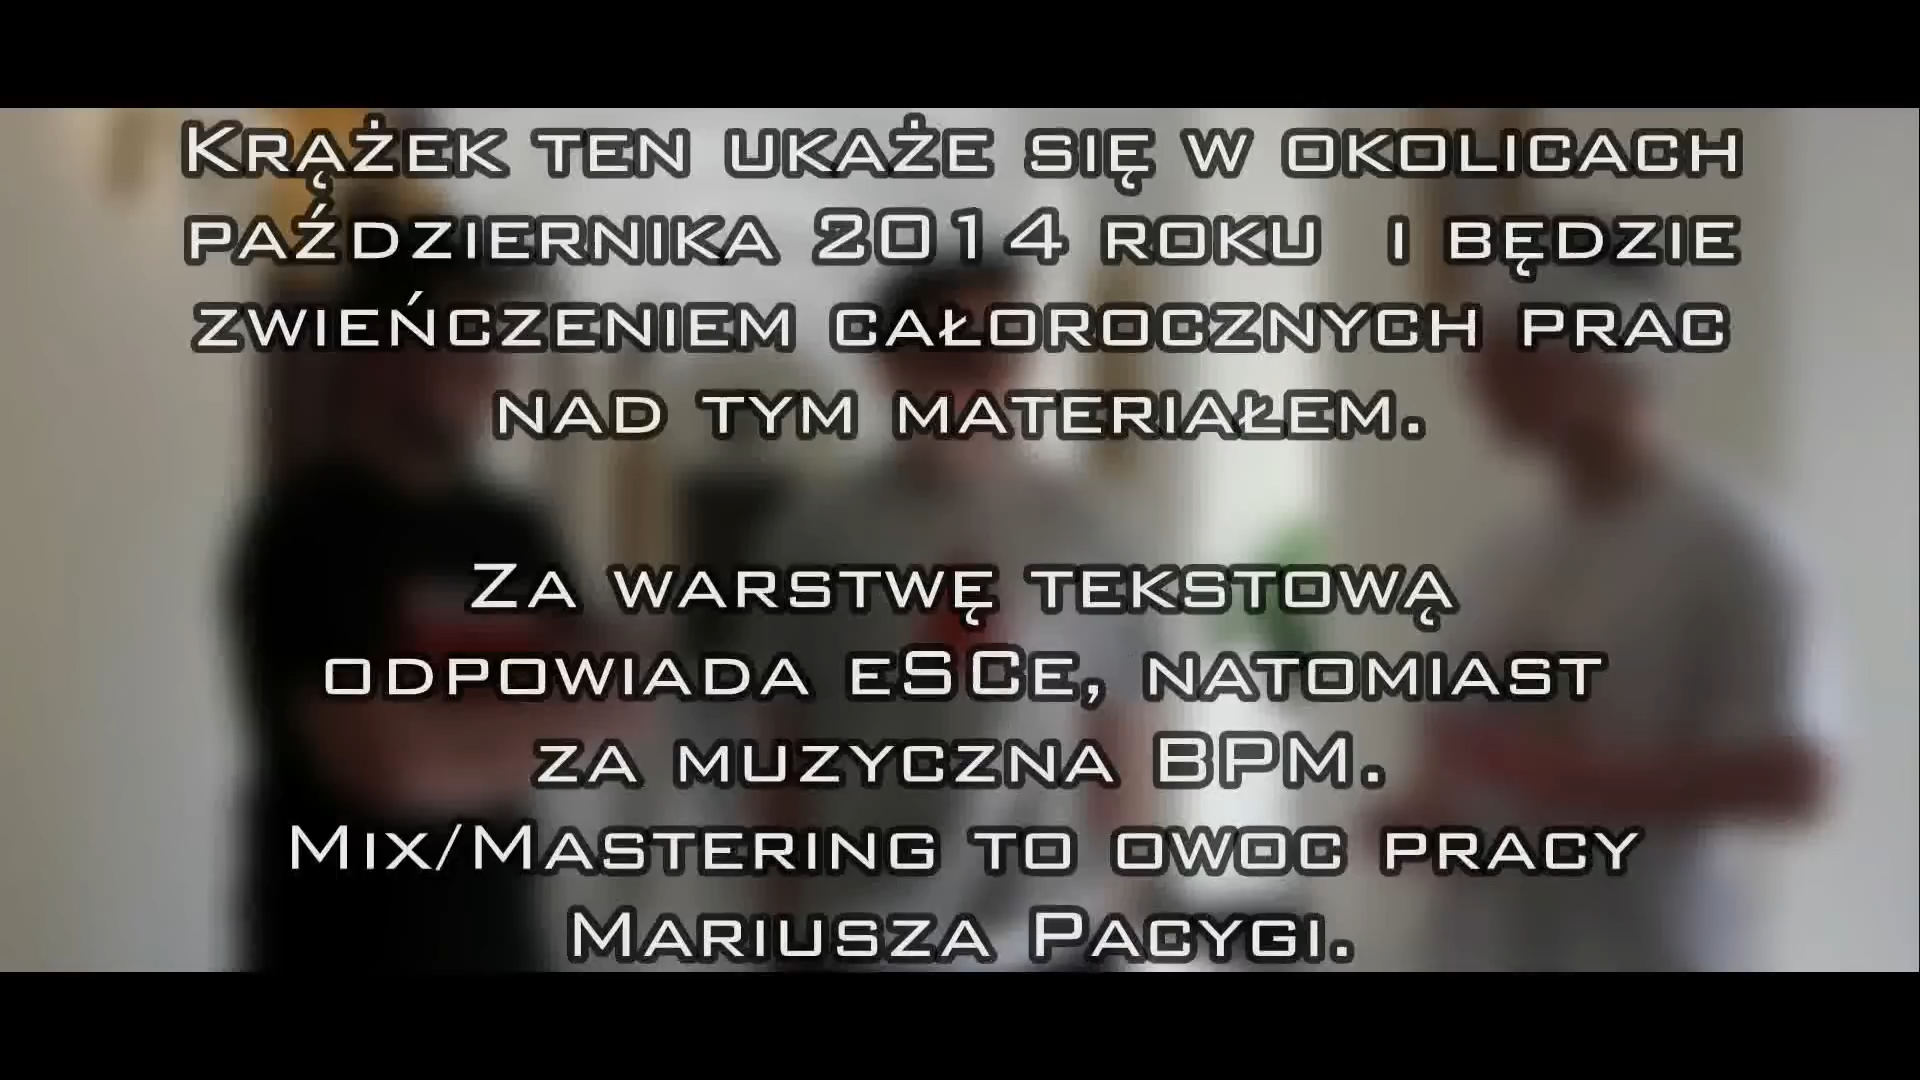 Krążek ten ukaże się w okolicach
października 2014 roku  i będzie
zwieńczeniem całorocznych prac
nad tym materiałem.
Za warstwę tekstową
odpowiada eSCe, natomiast
za muzyczna BPM.
Mix/Mastering to owoc pracy
Mariusza Pacygi.